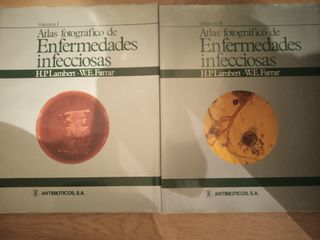 Volumen I
Atlas fotográfico de
Enfermedades
infecciosas
H.P. Lambert · W.E. Farrar
ANTIBIOTICOS, S.A.
Volumen II
Atlas fotográfico de
Enfermedades
infecciosas
H.P. Lambert · W.E. Farrar
ANTIBIOTICOS, S.A.